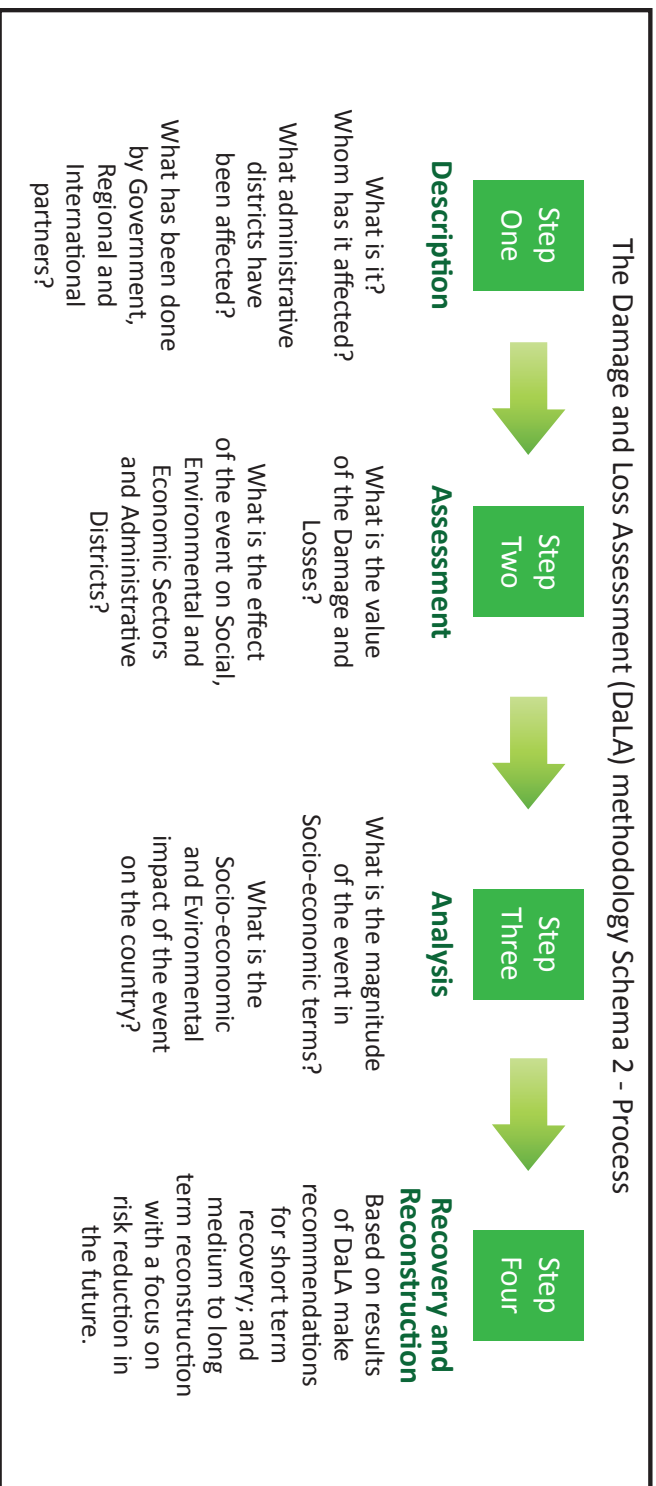 The Damage and Loss Assessment (DaLA) methodology Schema 2 - Process
Step
One
Description
What is it?
Whom has it affected?
What administrative
districts have
been affected?
What has been done
by Government,
Regional and
International
partners?
Step
Two
Assessment
What is the value
of the Damage and
Losses?
What is the effect
of the event on Social,
Environmental and
Economic Sectors
and Administrative
Districts?
Step
Three
Analysis
What is the magnitude
of the event in
Socio-economic terms?
What is the
Socio-economic
and Evironmental
impact of the event
on the country?
Step
Four
Recovery and
Reconstruction
Based on results
of DaLA make
recommendations
for short term
recovery; and
medium to long
term reconstruction
with a focus on
risk reduction in
the future.